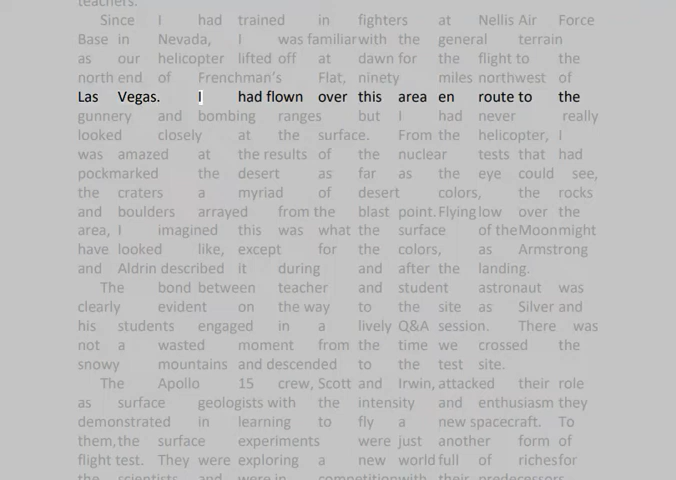 teachers.
Since I had trained in fighters at Nellis Air Force
Base in Nevada, I was familiar with the general terrain
as our helicopter lifted off at dawn for the flight to the
north end of Frenchman's Flat, ninety miles northwest of
Las Vegas. I had flown over this area en route to the
gunnery and bombing ranges but I had never really
looked closely at the surface. From the helicopter, I
was amazed at the results of the nuclear tests that had
pockmarked the desert as far as the eye could see,
the craters a myriad of desert colors, the rocks
and boulders arrayed from the blast point. Flying low over the
area, I imagined this was what the surface of the Moon might
have looked like, except for the colors, as Armstrong
and Aldrin described it during and after the landing.
The bond between teacher and student astronaut was
clearly evident on the way to the site as Silver and
his students engaged in a lively Q&A session. There was
not a wasted moment from the time we crossed the
snowy mountains and descended to the test site.
The Apollo 15 crew, Scott and Irwin, attacked their role
as surface geologists with the intensity and enthusiasm they
demonstrated in learning to fly a new spacecraft. To
them, the surface experiments were just another form of
flight test. They were exploring a new world full of riches for
the scientists and were in competition with their predecessors